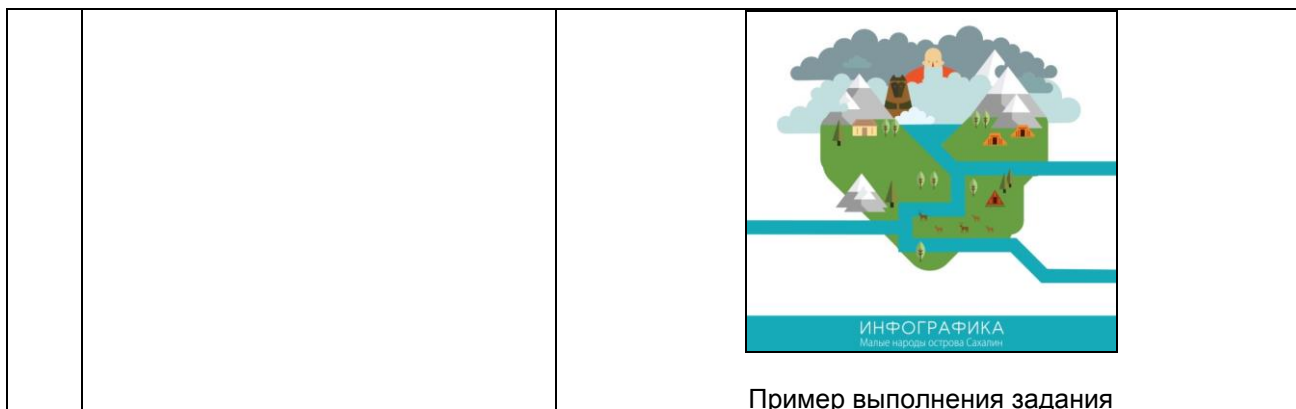 ИНФОГРАФИКА
Малые народы острова Сахалин
Пример выполнения задания